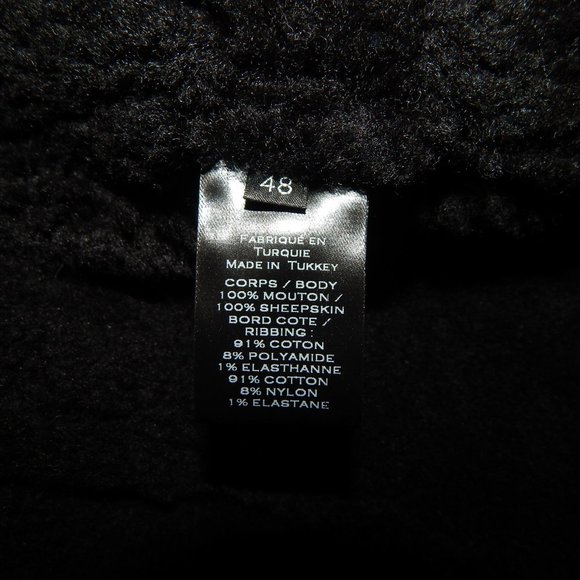 48
FABRIQUÉ EN
TURQUIE
MADE IN TUKKEY
CORPS / BODY
100% MOUTON /
100% SHEEPSKIN
BORD COTE /
RIBBING :
91% COTON
8% POLYAMIDE
1% ELASTHANNE
91% COTTON
8% NYLON
1% ELASTANE